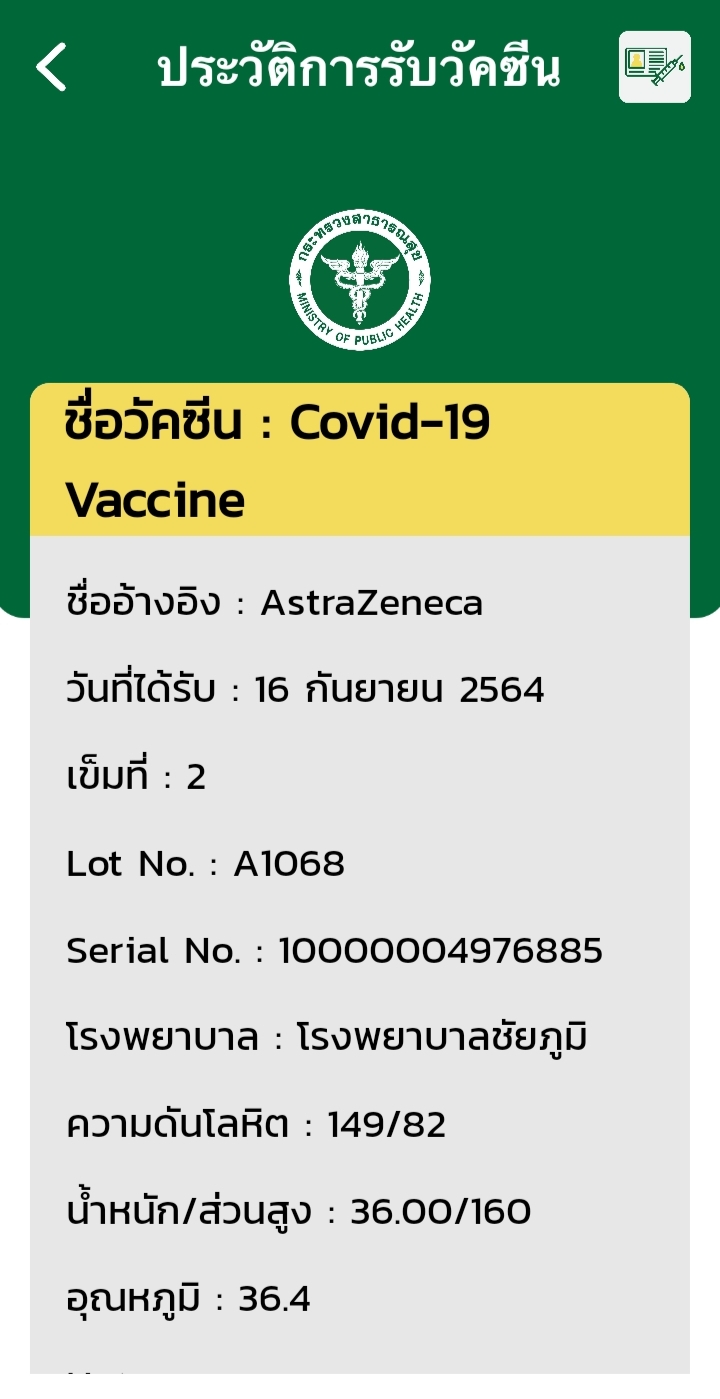 ประวัติการรับวัคซีน
กระทรวงสาธารณสุข
MINISTRY OF PUBLIC HEALTH
ชื่อวัคซีน : Covid-19
Vaccine
ชื่ออ้างอิง : AstraZeneca
วันที่ได้รับ : 16 กันยายน 2564
เข็มที่ : 2
Lot No. : A1068
Serial No. : 100000004976885
โรงพยาบาล : โรงพยาบาลชัยภูมิ
ความดันโลหิต : 149/82
น้ำหนัก/ส่วนสูง : 36.00/160
อุณหภูมิ : 36.4